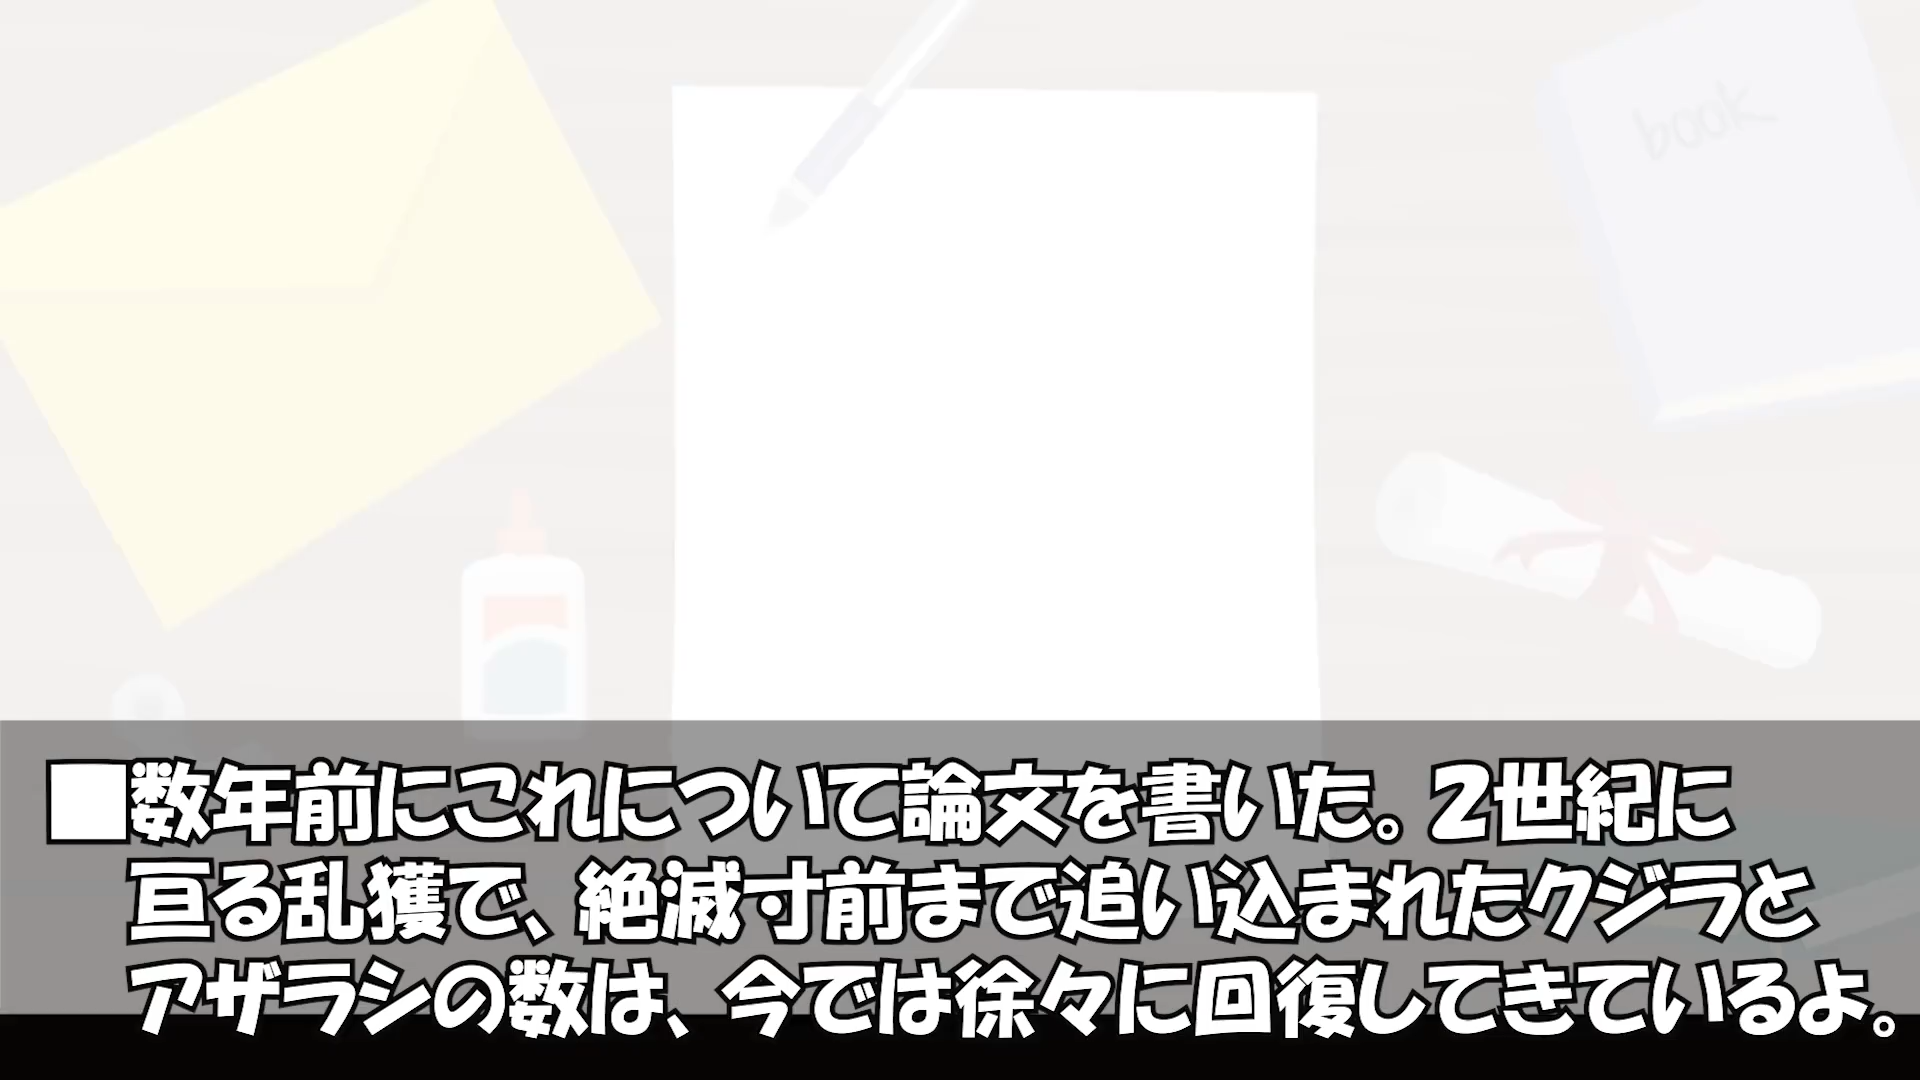 book
■数年前にこれについて論文を書いた。2世紀に
亘る乱獲で、絶滅寸前まで追い込まれたクジラと
アザラシの数は、今では徐々に回復してきているよ。